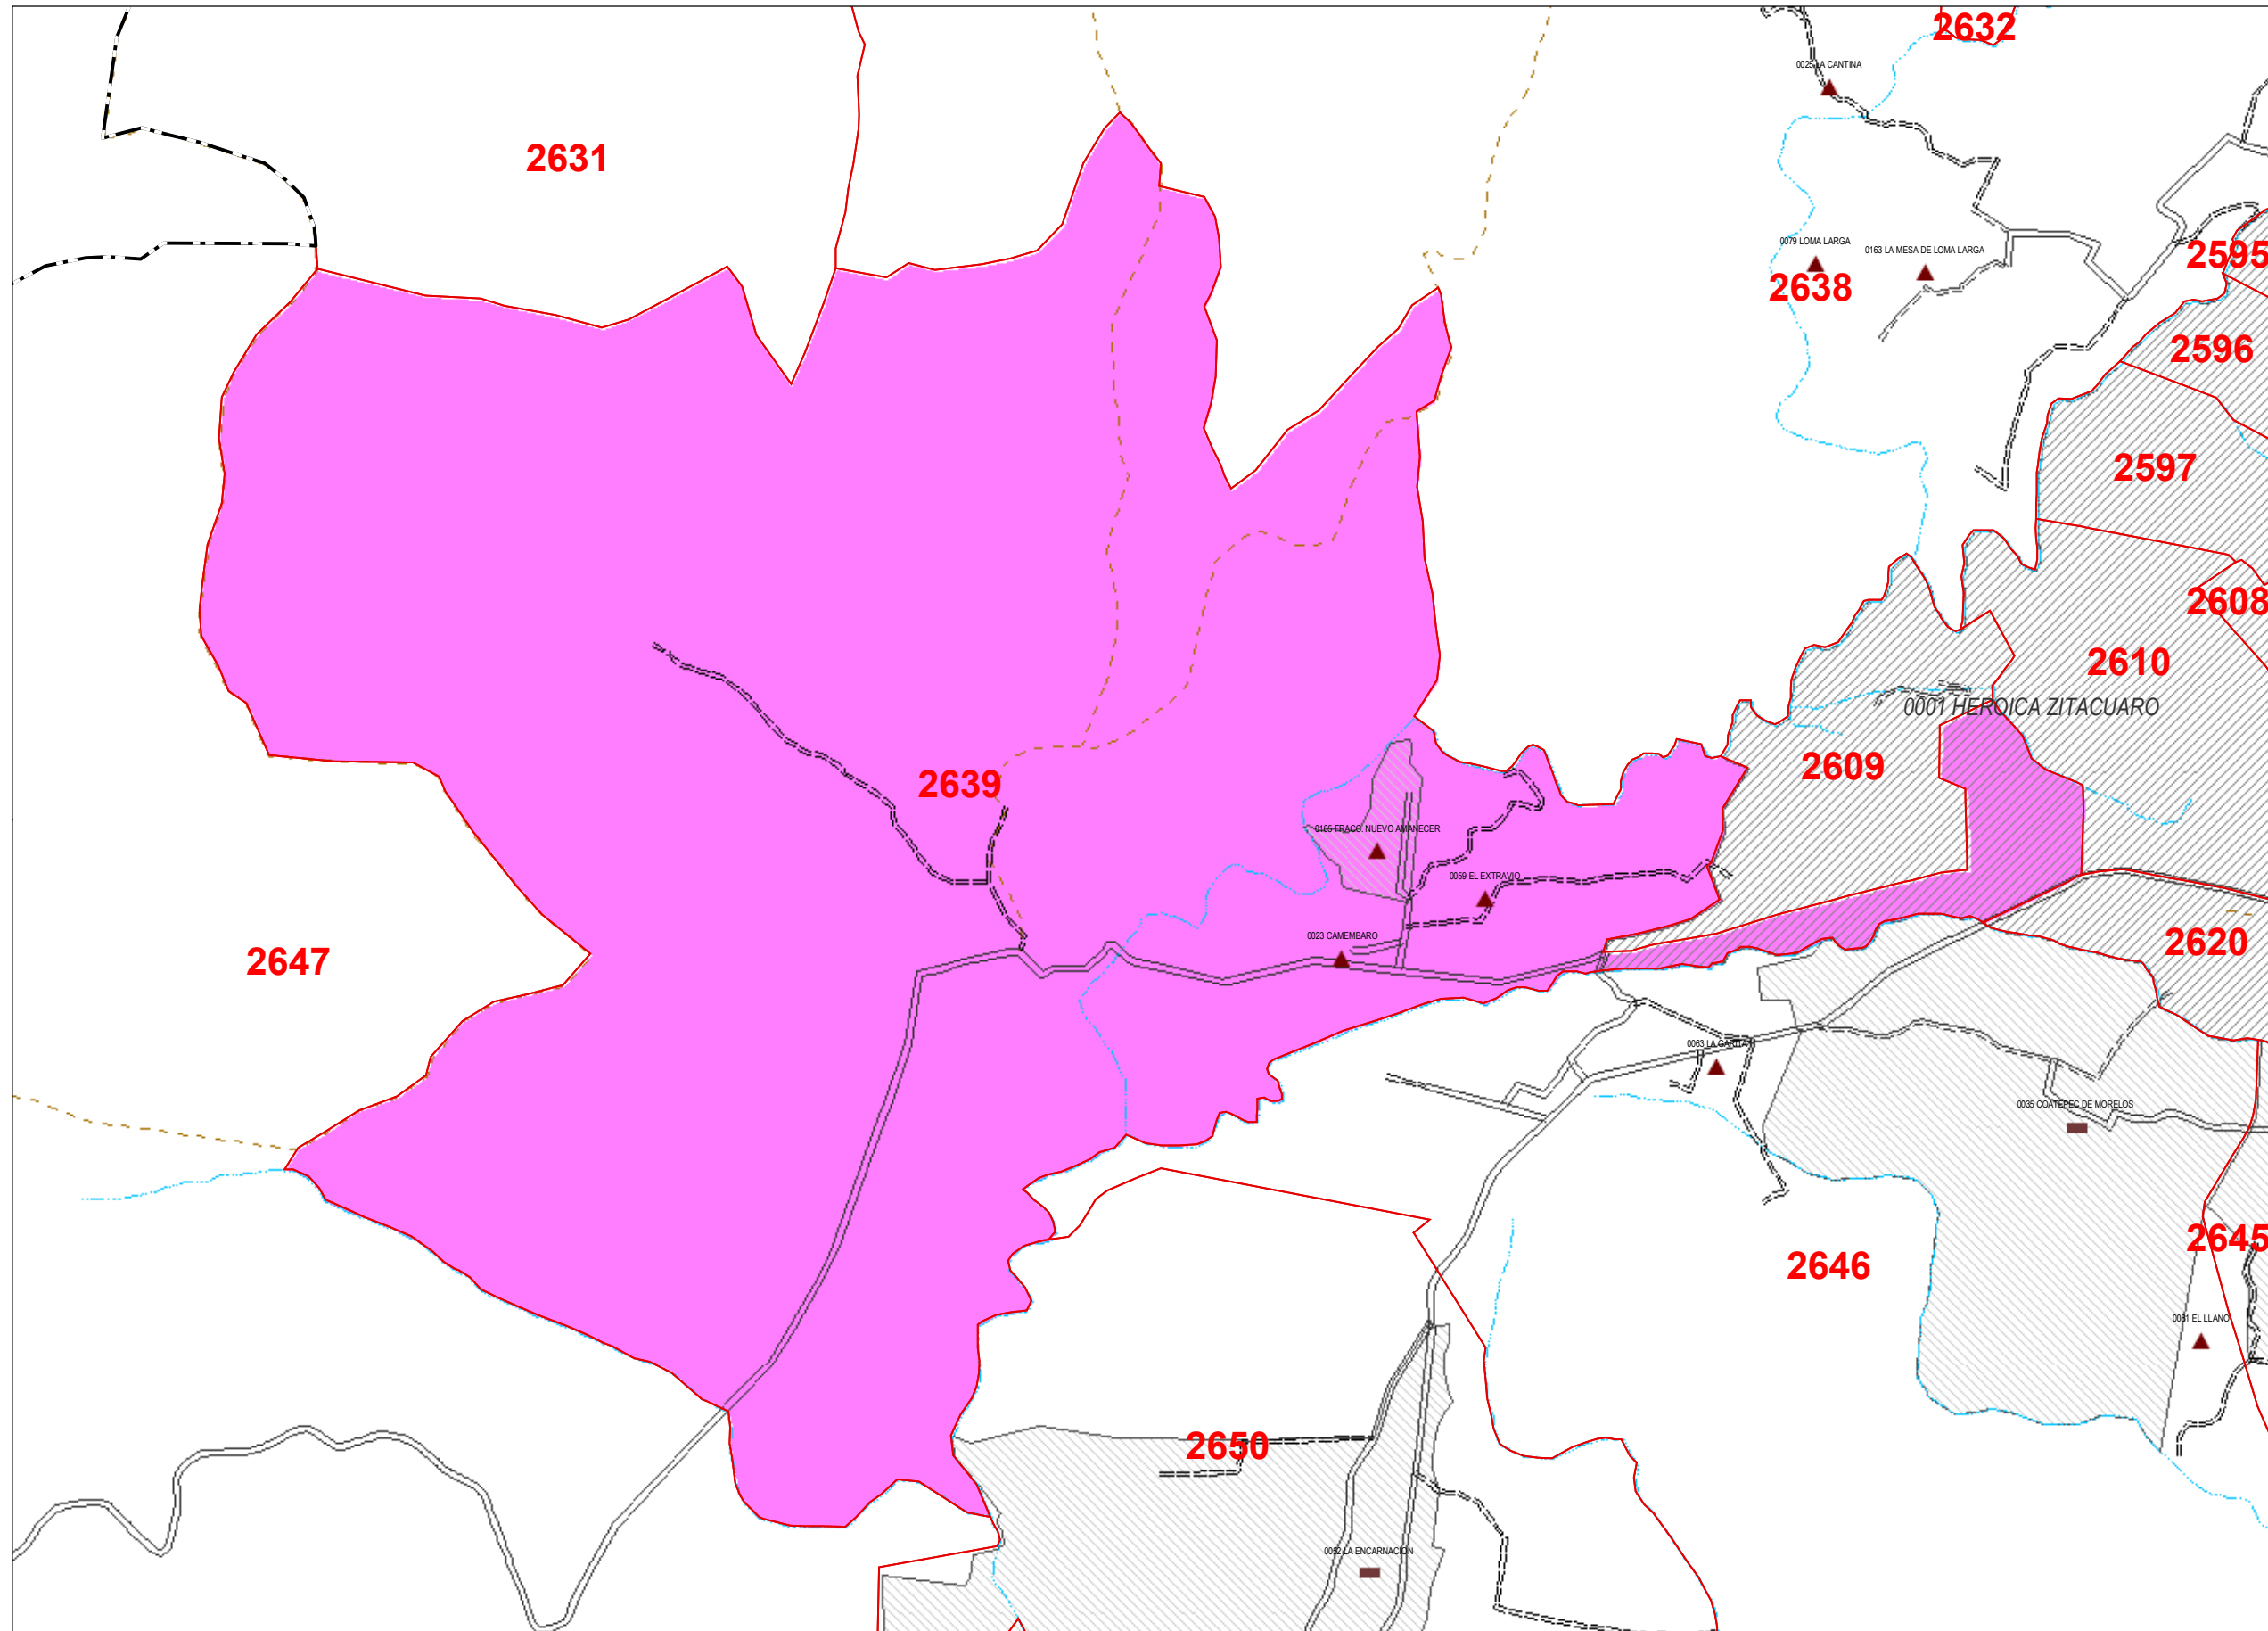 2632
0025 LA CANTINA
2631
0079 LOMA LARGA
0163 LA MESA DE LOMA LARGA
2595
2638
2596
2597
2608
2610
0001 HEROICA ZITACUARO
2609
2639
0165 FRACC. NUEVO AMANECER
0059 EL EXTRAVIO
0023 CAMEMBARO
2620
2647
0063 LA GARITA
0035 COATEPEC DE MORELOS
2645
2646
0081 EL LLANO
2650
0052 LA ENCARNACION